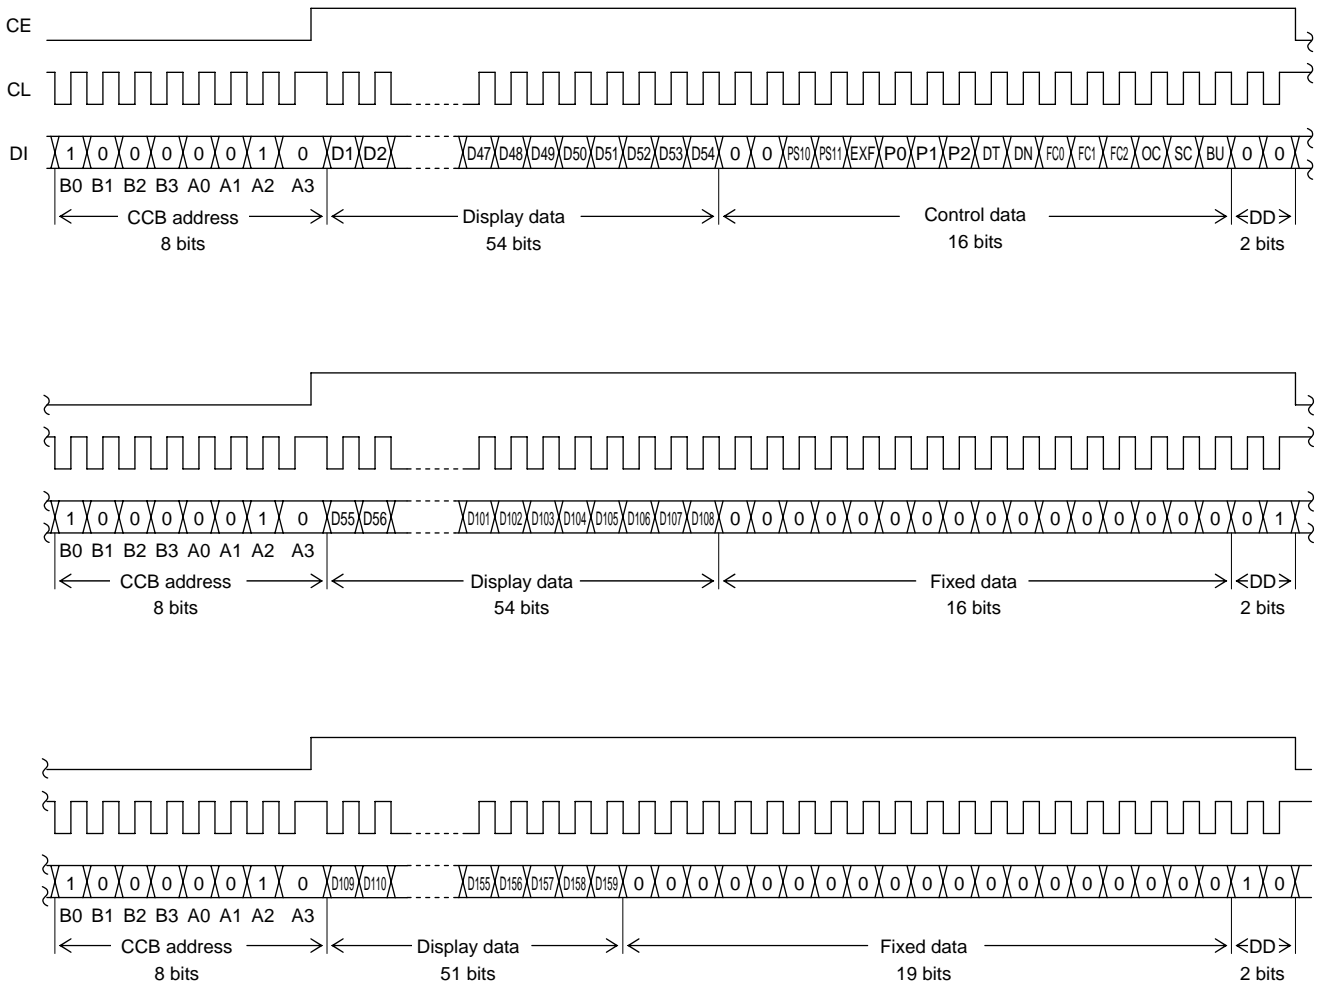 CE
CL
DI 1 0 0 0 0 0 1 0 D1 D2 D47 D48 D49 D50 D51 D52 D53 D54 0 0 PS10 PS11 EXF P0 P1 P2 DT DN FC0 FC1 FC2 OC SC BU 0 0
B0 B1 B2 B3 A0 A1 A2 A3
CCB address Display data Control data DD
8 bits 54 bits 16 bits 2 bits
1 0 0 0 0 0 1 0 D55 D56 D101 D102 D103 D104 D105 D106 D107 D108 0 0 0 0 0 0 0 0 0 0 0 0 0 0 0 0 0 1
B0 B1 B2 B3 A0 A1 A2 A3
CCB address Display data Fixed data DD
8 bits 54 bits 16 bits 2 bits
1 0 0 0 0 0 1 0 D109 D110 D155 D156 D157 D158 D159 0 0 0 0 0 0 0 0 0 0 0 0 0 0 0 0 0 0 0 1 0
B0 B1 B2 B3 A0 A1 A2 A3
CCB address Display data Fixed data DD
8 bits 51 bits 19 bits 2 bits